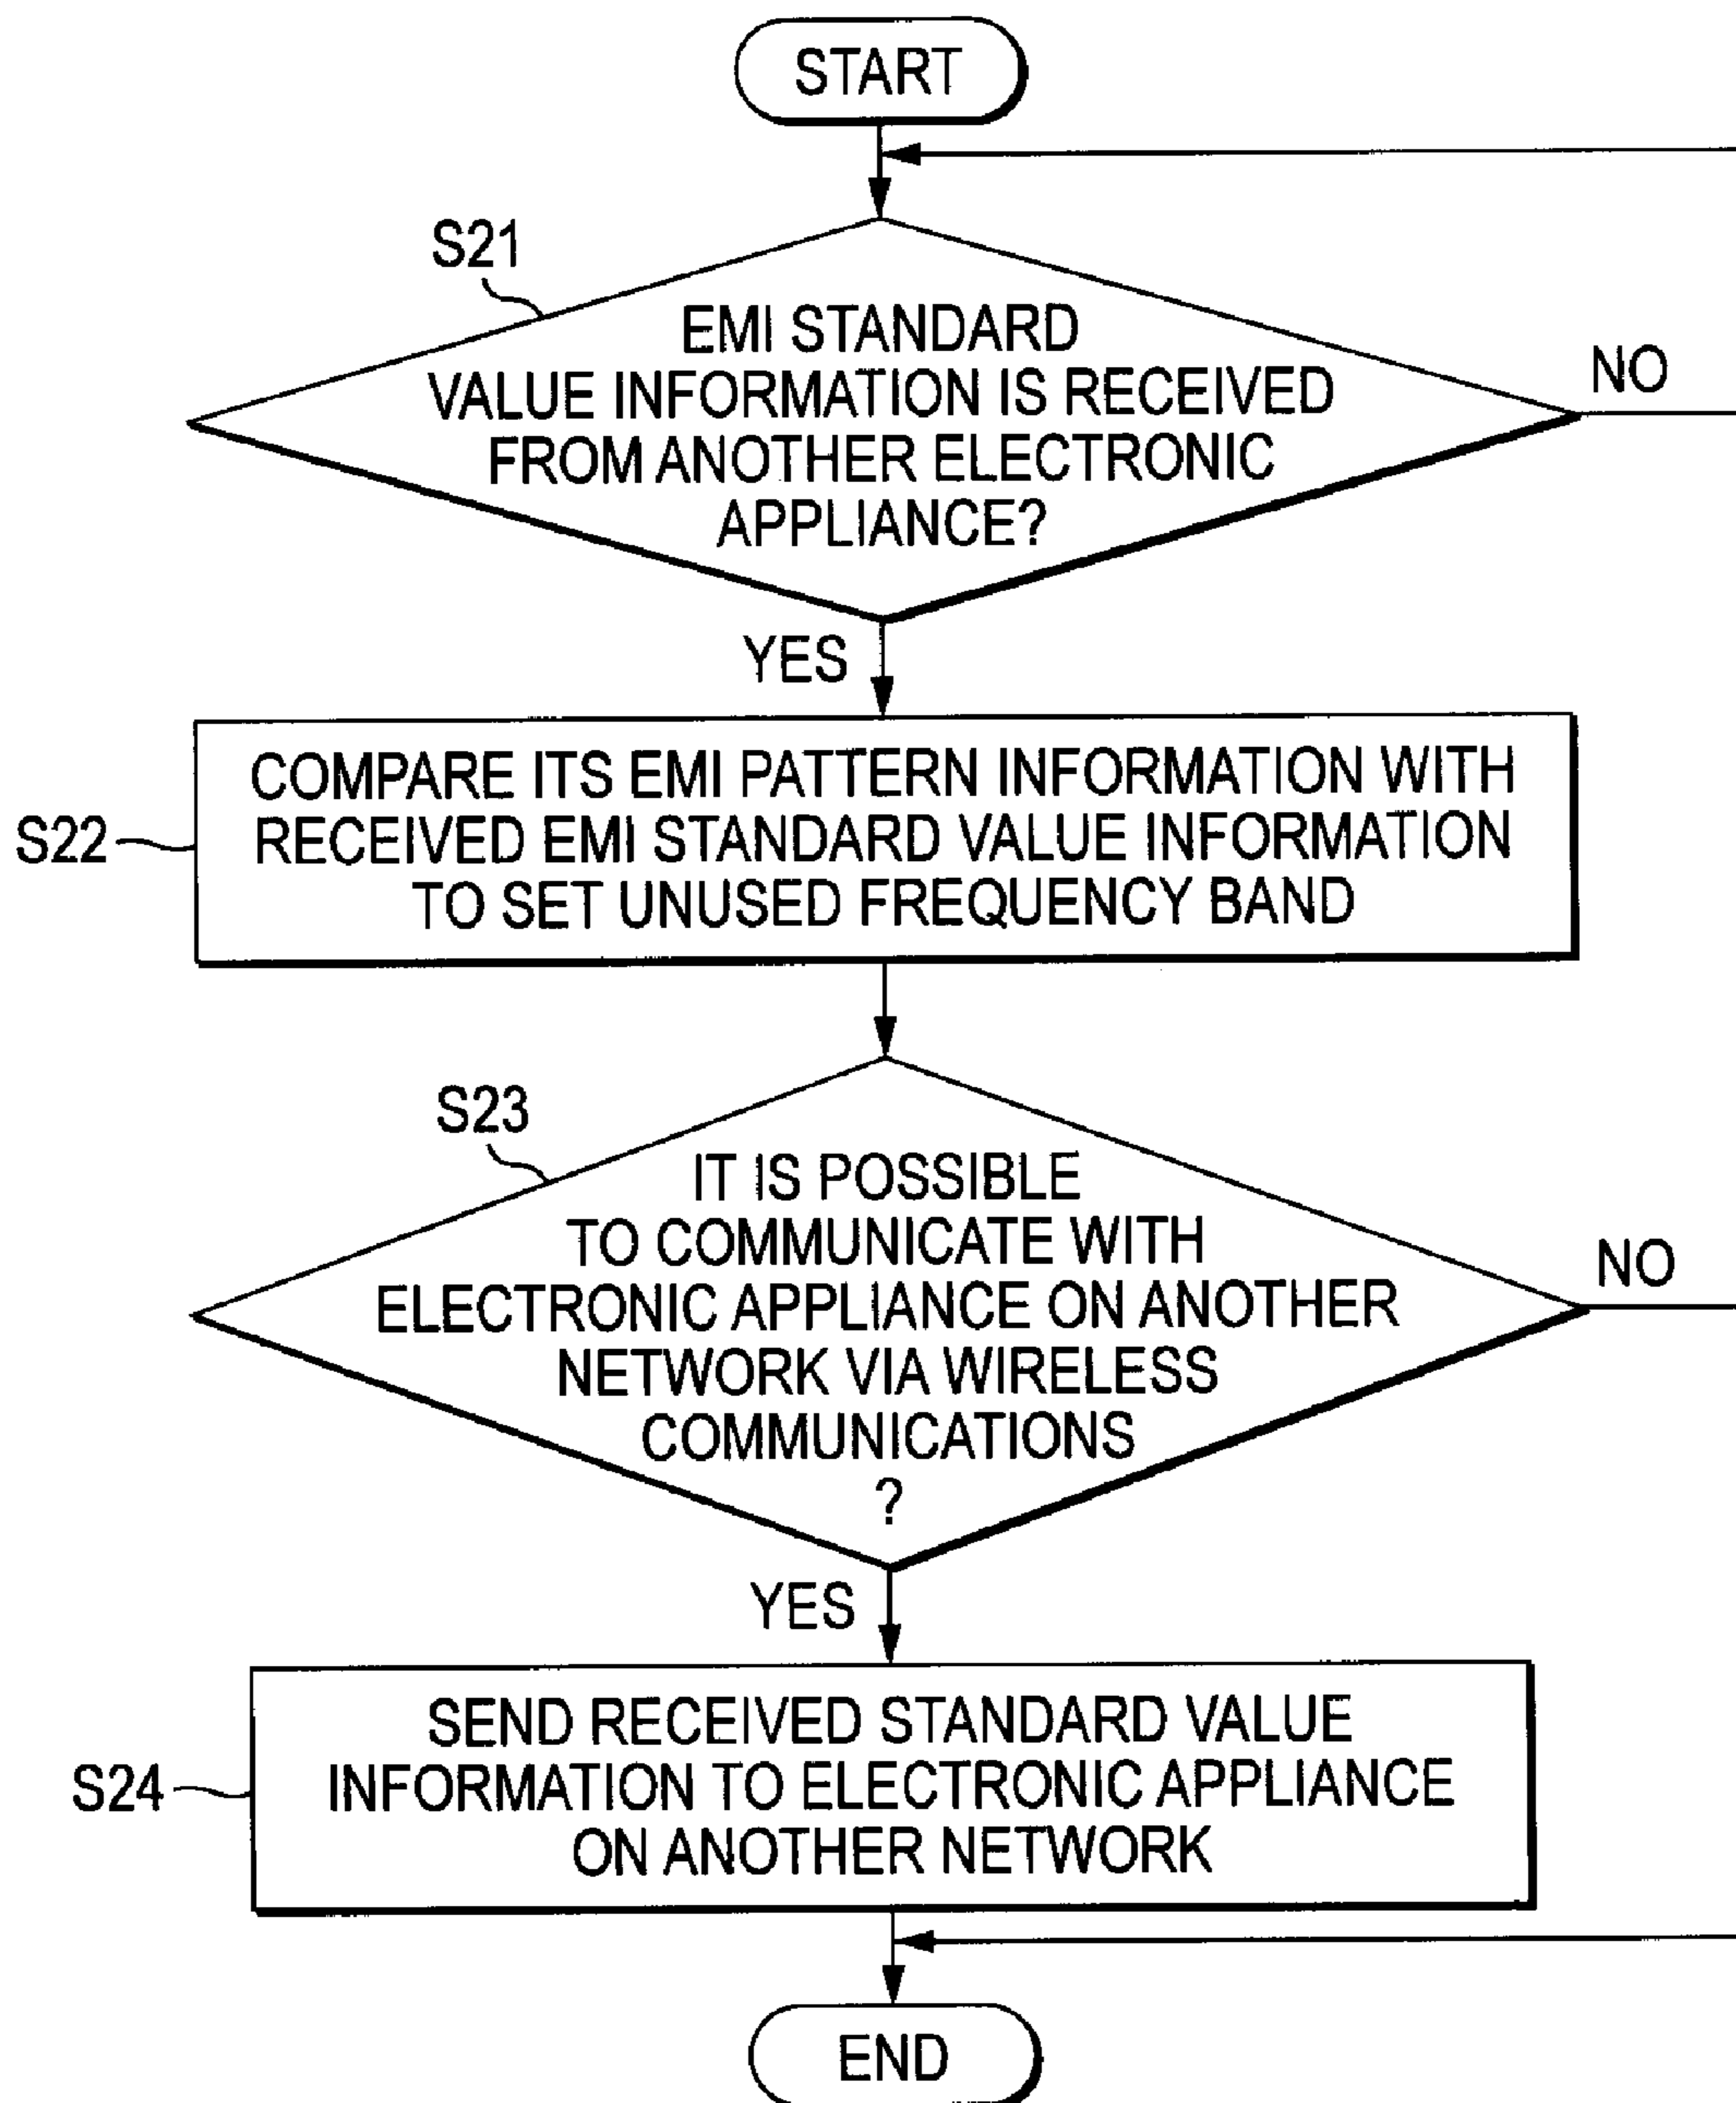 START
S21
EMI STANDARD
VALUE INFORMATION IS RECEIVED
FROM ANOTHER ELECTRONIC
APPLIANCE?
NO
YES
S22
COMPARE ITS EMI PATTERN INFORMATION WITH
RECEIVED EMI STANDARD VALUE INFORMATION
TO SET UNUSED FREQUENCY BAND
S23
IT IS POSSIBLE
TO COMMUNICATE WITH
ELECTRONIC APPLIANCE ON ANOTHER
NETWORK VIA WIRELESS
COMMUNICATIONS
?
NO
YES
S24
SEND RECEIVED STANDARD VALUE
INFORMATION TO ELECTRONIC APPLIANCE
ON ANOTHER NETWORK
END